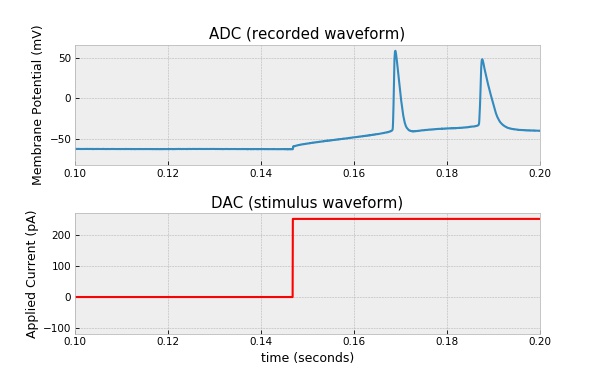 ADC (recorded waveform)
Membrane Potential (mV)
50
0
−50
0.10 0.12 0.14 0.16 0.18 0.20
DAC (stimulus waveform)
Applied Current (pA)
200
100
0
−100
0.10 0.12 0.14 0.16 0.18 0.20
time (seconds)